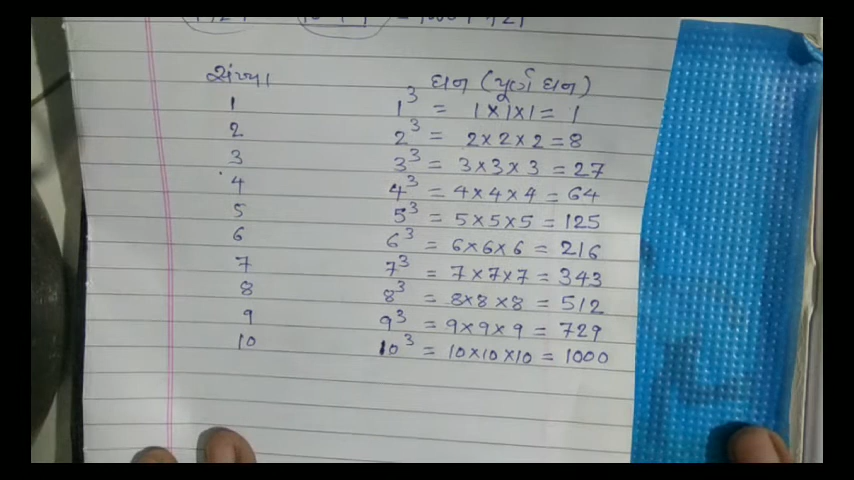 સંખ્યા ઘન (પૂર્ણ ઘન)
1 1³ = 1×1×1 = 1
2 2³ = 2×2×2 = 8
3 3³ = 3×3×3 = 27
4 4³ = 4×4×4 = 64
5 5³ = 5×5×5 = 125
6 6³ = 6×6×6 = 216
7 7³ = 7×7×7 = 343
8 8³ = 8×8×8 = 512
9 9³ = 9×9×9 = 729
10 10³ = 10×10×10 = 1000